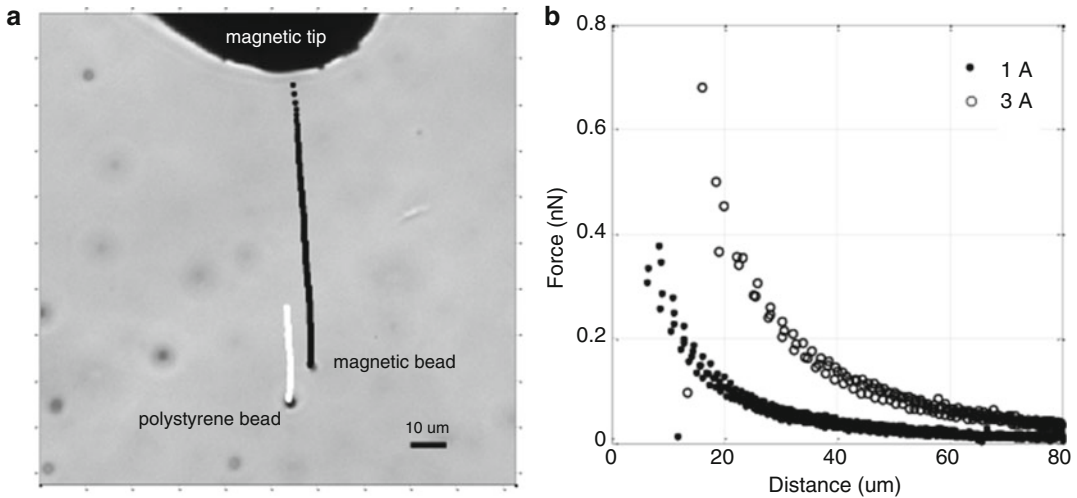 a
magnetic tip
magnetic bead
polystyrene bead
10 um
b
0.8
0.6
0.4
0.2
0
Force (nN)
1 A
3 A
0 20 40 60 80
Distance (um)